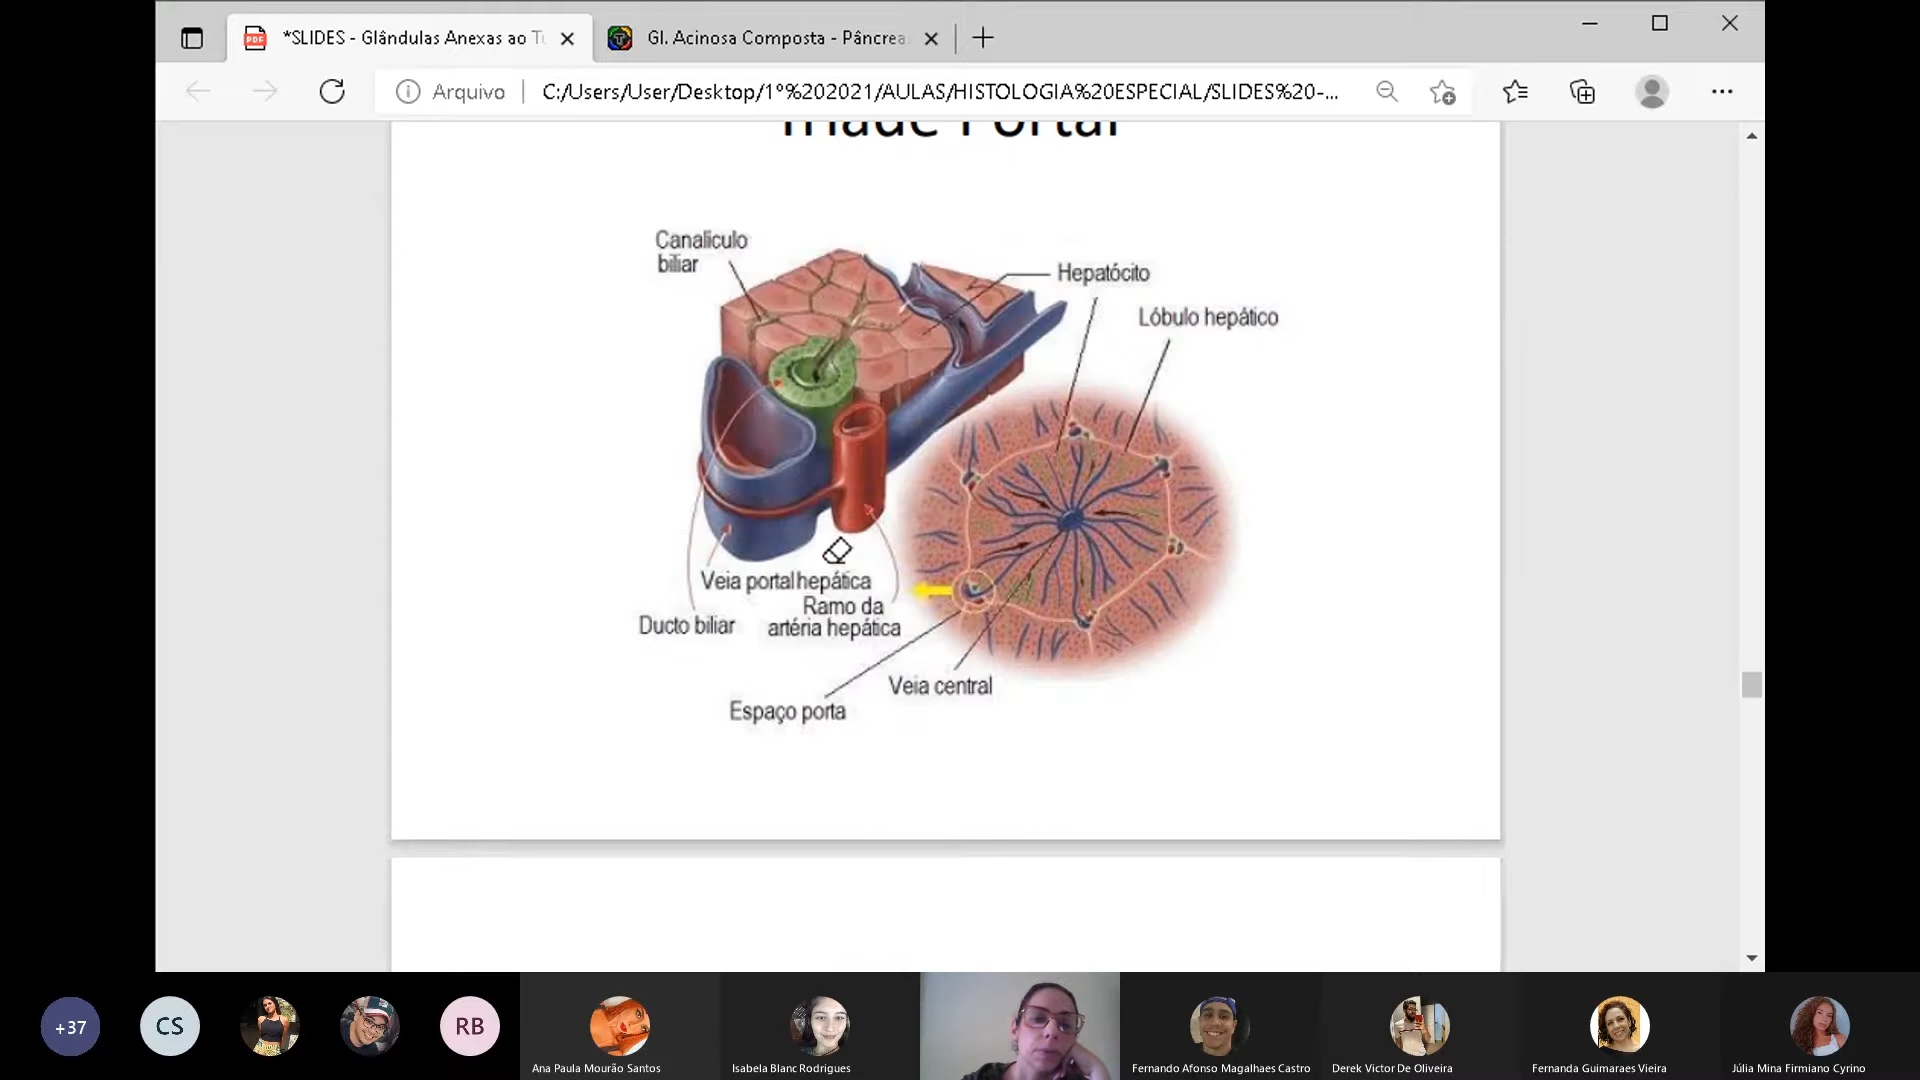 *SLIDES - Glândulas Anexas ao T
Gl. Acinosa Composta - Pâncrea
Arquivo
C:/Users/User/Desktop/1º%202021/AULAS/HISTOLOGIA%20ESPECIAL/SLIDES%20-...
Tríade Portal
Canalículo
biliar
Hepatócito
Lóbulo hepático
Veia portal hepática
Ramo da
artéria hepática
Ducto biliar
Veia central
Espaço porta
+37
CS
RB
Ana Paula Mourão Santos
Isabela Blanc Rodrigues
Fernando Afonso Magalhaes Castro
Derek Victor De Oliveira
Fernanda Guimaraes Vieira
Júlia Mina Firmiano Cyrino